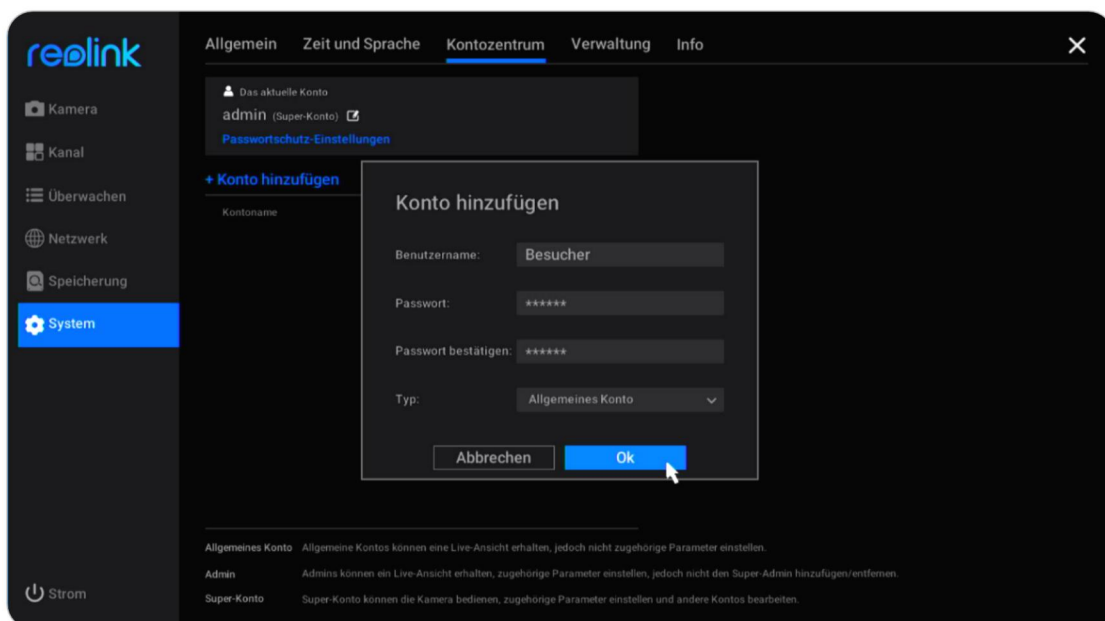 reolink
Allgemein Zeit und Sprache Kontozentrum Verwaltung Info
Kamera
Kanal
Überwachen
Netzwerk
Speicherung
System
Strom
Das aktuelle Konto
admin (Super-Konto)
Passwortschutz-Einstellungen
+ Konto hinzufügen
Kontoname
Konto hinzufügen
Benutzername: Besucher
Passwort: ******
Passwort bestätigen: ******
Typ: Allgemeines Konto
Abbrechen Ok
Allgemeines Konto Allgemeine Kontos können eine Live-Ansicht erhalten, jedoch nicht zugehörige Parameter einstellen.
Admin Admins können ein Live-Ansicht erhalten, zugehörige Parameter einstellen, jedoch nicht den Super-Admin hinzufügen/entfernen.
Super-Konto Super-Konto können die Kamera bedienen, zugehörige Parameter einstellen und andere Kontos bearbeiten.